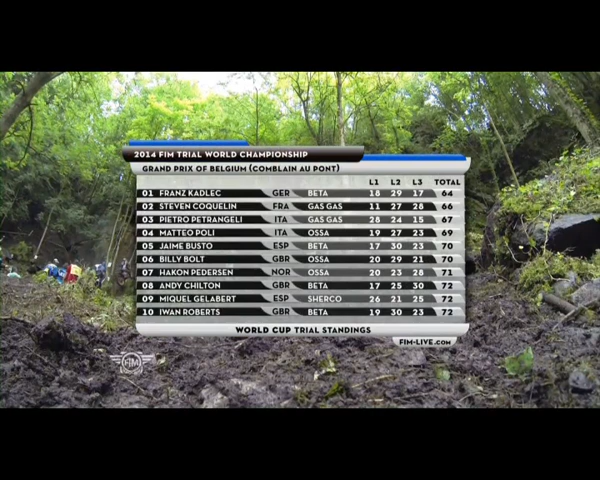 2014 FIM TRIAL WORLD CHAMPIONSHIP
GRAND PRIX OF BELGIUM (COMBLAIN AU PONT)
L1 L2 L3 TOTAL
01 FRANZ KADLEC GER BETA 18 29 17 64
02 STEVEN COQUELIN FRA GAS GAS 11 27 28 66
03 PIETRO PETRANGELI ITA GAS GAS 28 24 15 67
04 MATTEO POLI ITA OSSA 19 27 23 69
05 JAIME BUSTO ESP BETA 17 30 23 70
06 BILLY BOLT GBR OSSA 20 29 21 70
07 HAKON PEDERSEN NOR OSSA 20 23 28 71
08 ANDY CHILTON GBR BETA 17 25 30 72
09 MIQUEL GELABERT ESP SHERCO 26 21 25 72
10 IWAN ROBERTS GBR BETA 19 30 23 72
WORLD CUP TRIAL STANDINGS
FIM-LIVE.COM
FIM